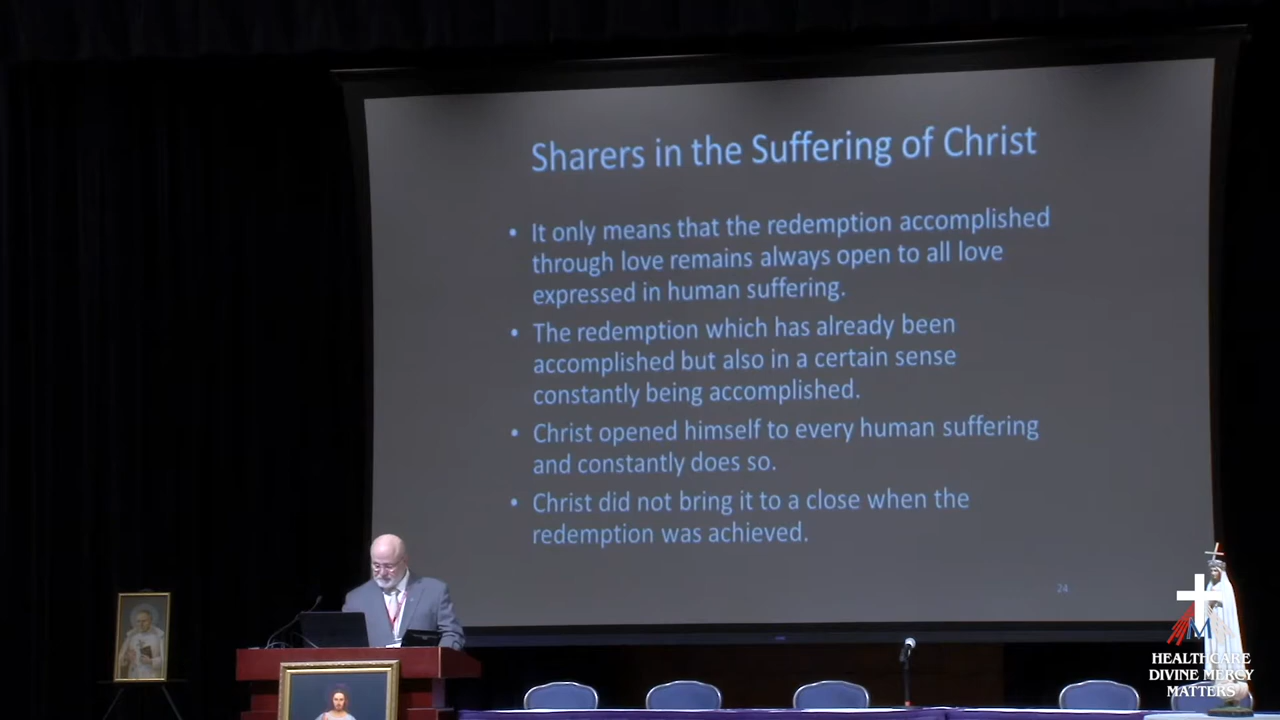 Sharers in the Suffering of Christ
• It only means that the redemption accomplished
through love remains always open to all love
expressed in human suffering.
• The redemption which has already been
accomplished but also in a certain sense
constantly being accomplished.
• Christ opened himself to every human suffering
and constantly does so.
• Christ did not bring it to a close when the
redemption was achieved.
24
M
HEALTHCARE
DIVINE MERCY
MATTERS